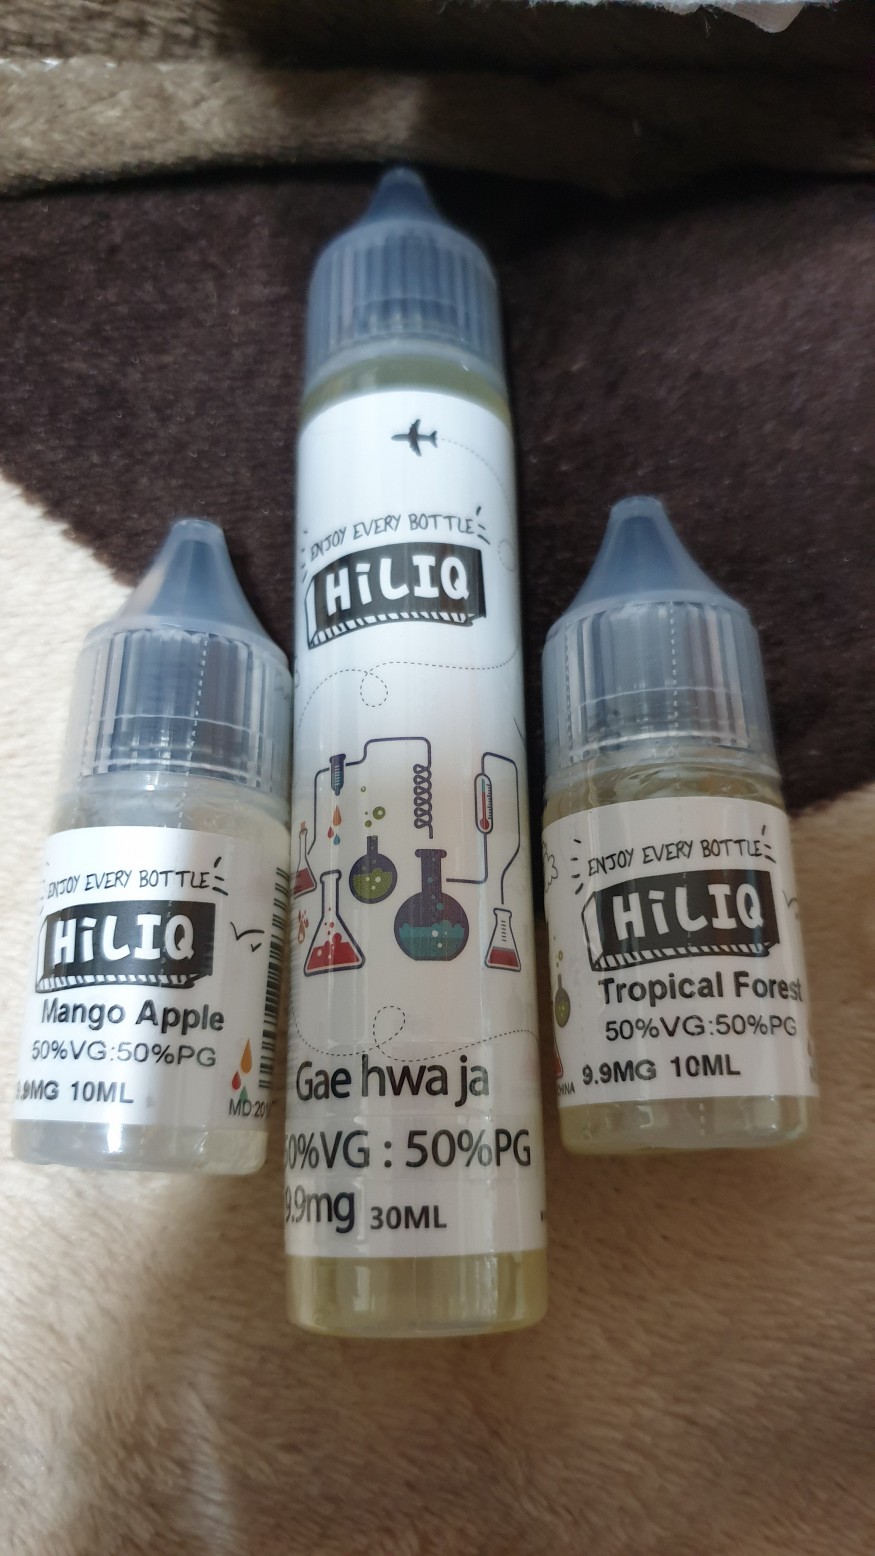 ENJOY EVERY BOTTLE
HiLIQ
Mango Apple
50%VG:50%PG
9.9MG 10ML
ENJOY EVERY BOTTLE
HiLIQ
Gae hwa ja
50%VG : 50%PG
9.9mg 30ML
ENJOY EVERY BOTTLE
HiLIQ
Tropical Forest
50%VG:50%PG
9.9MG 10ML